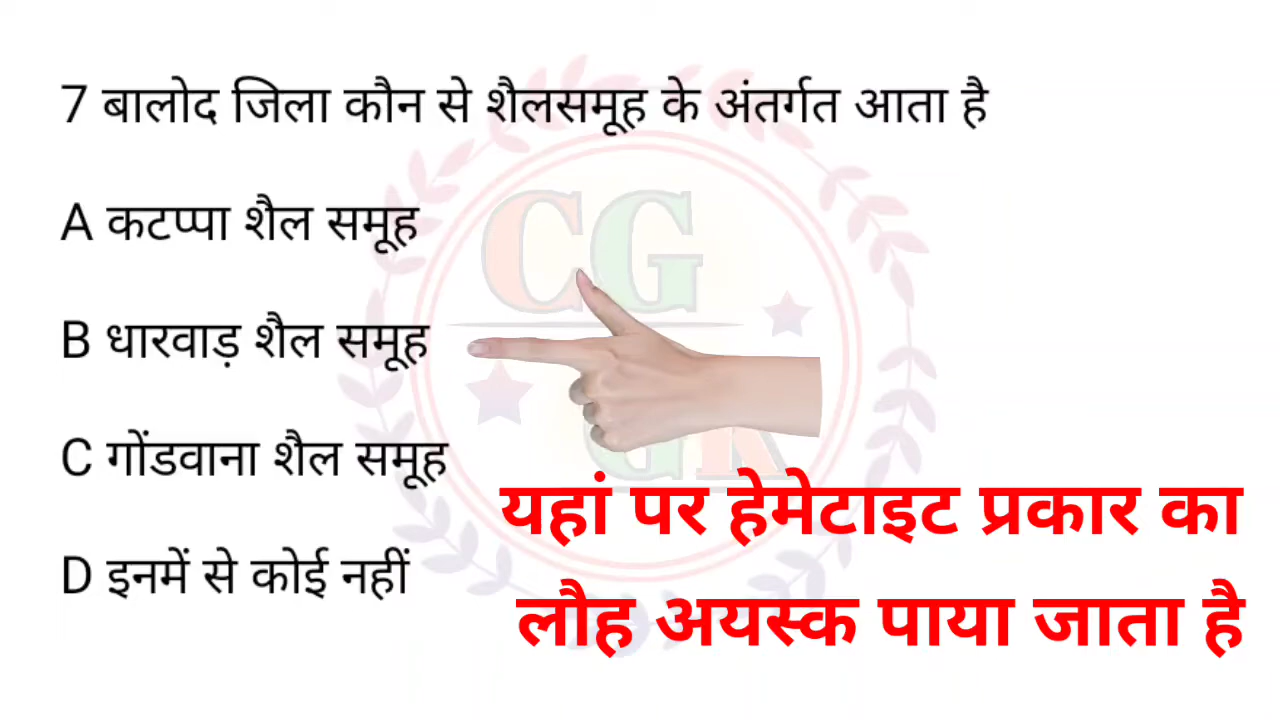 7 बालोद जिला कौन से शैलसमूह के अंतर्गत आता है
CG
A कटप्पा शैल समूह
B धारवाड़ शैल समूह
GK
C गोंडवाना शैल समूह
यहां पर हेमेटाइट प्रकार का
D इनमें से कोई नहीं
लौह अयस्क पाया जाता है